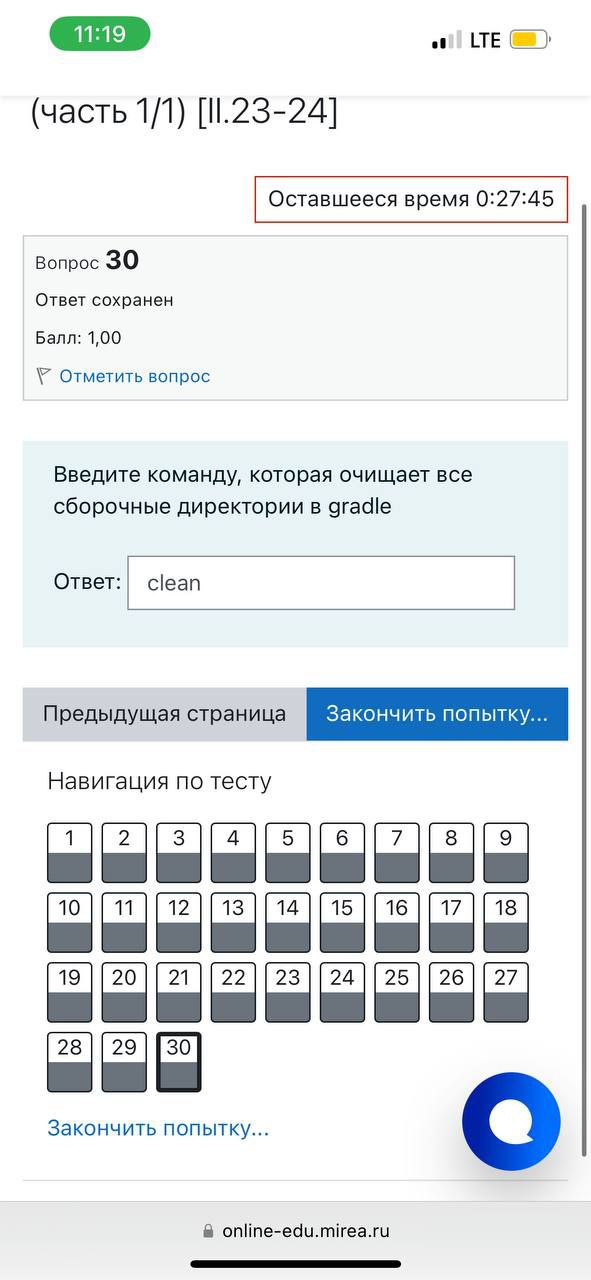 11:19
LTE
(часть 1/1) [II.23-24]
Оставшееся время 0:27:45
Вопрос 30
Ответ сохранен
Балл: 1,00
Отметить вопрос
Введите команду, которая очищает все
сборочные директории в gradle
Ответ: clean
Предыдущая страница
Закончить попытку...
Навигация по тесту
1 2 3 4 5 6 7 8 9
10 11 12 13 14 15 16 17 18
19 20 21 22 23 24 25 26 27
28 29 30
Закончить попытку...
online-edu.mirea.ru